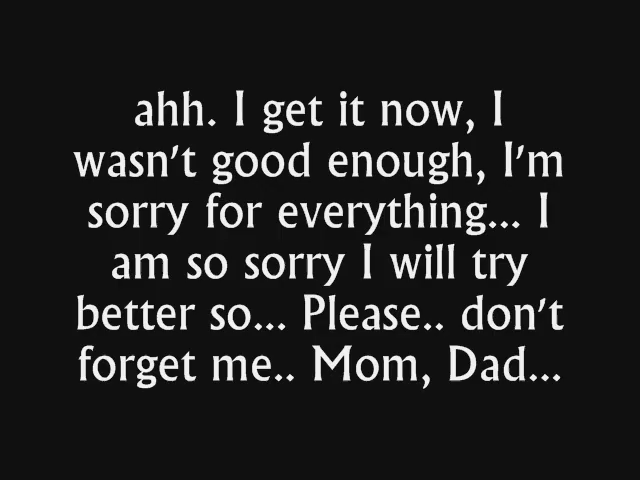 ahh. I get it now, I
wasn't good enough, I'm
sorry for everything... I
am so sorry I will try
better so... Please.. don't
forget me.. Mom, Dad...